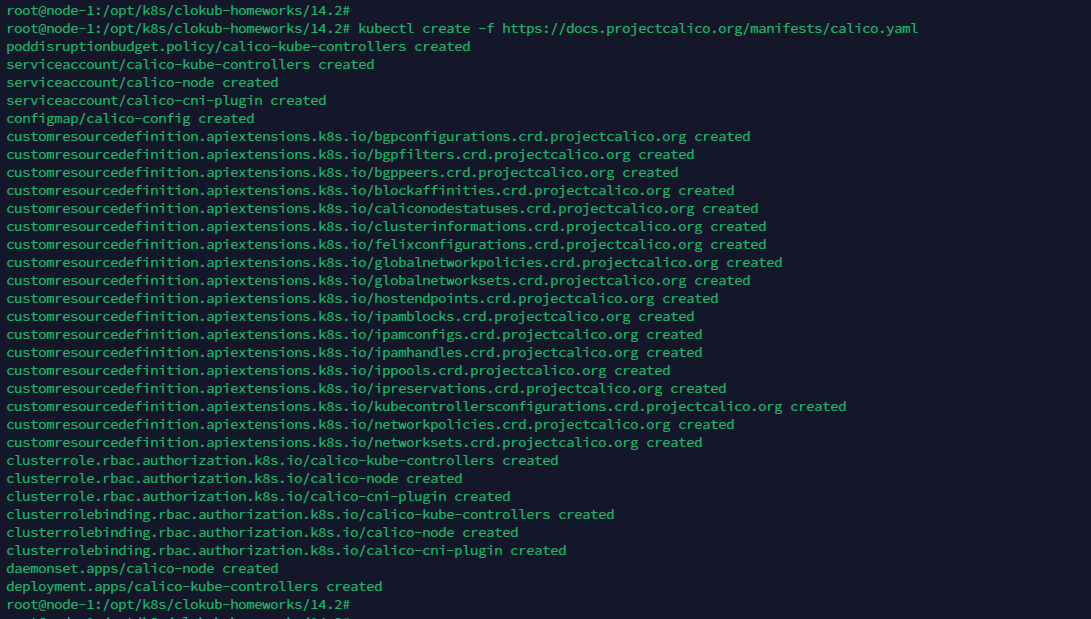 root@node-1:/opt/k8s/clokub-homeworks/14.2#
root@node-1:/opt/k8s/clokub-homeworks/14.2# kubectl create -f https://docs.projectcalico.org/manifests/calico.yaml
poddisruptionbudget.policy/calico-kube-controllers created
serviceaccount/calico-kube-controllers created
serviceaccount/calico-node created
serviceaccount/calico-cni-plugin created
configmap/calico-config created
customresourcedefinition.apiextensions.k8s.io/bgpconfigurations.crd.projectcalico.org created
customresourcedefinition.apiextensions.k8s.io/bgpfilters.crd.projectcalico.org created
customresourcedefinition.apiextensions.k8s.io/bgppeers.crd.projectcalico.org created
customresourcedefinition.apiextensions.k8s.io/blockaffinities.crd.projectcalico.org created
customresourcedefinition.apiextensions.k8s.io/caliconodestatuses.crd.projectcalico.org created
customresourcedefinition.apiextensions.k8s.io/clusterinformations.crd.projectcalico.org created
customresourcedefinition.apiextensions.k8s.io/felixconfigurations.crd.projectcalico.org created
customresourcedefinition.apiextensions.k8s.io/globalnetworkpolicies.crd.projectcalico.org created
customresourcedefinition.apiextensions.k8s.io/globalnetworksets.crd.projectcalico.org created
customresourcedefinition.apiextensions.k8s.io/hostendpoints.crd.projectcalico.org created
customresourcedefinition.apiextensions.k8s.io/ipamblocks.crd.projectcalico.org created
customresourcedefinition.apiextensions.k8s.io/ipamconfigs.crd.projectcalico.org created
customresourcedefinition.apiextensions.k8s.io/ipamhandles.crd.projectcalico.org created
customresourcedefinition.apiextensions.k8s.io/ippools.crd.projectcalico.org created
customresourcedefinition.apiextensions.k8s.io/ipreservations.crd.projectcalico.org created
customresourcedefinition.apiextensions.k8s.io/kubecontrollersconfigurations.crd.projectcalico.org created
customresourcedefinition.apiextensions.k8s.io/networkpolicies.crd.projectcalico.org created
customresourcedefinition.apiextensions.k8s.io/networksets.crd.projectcalico.org created
clusterrole.rbac.authorization.k8s.io/calico-kube-controllers created
clusterrole.rbac.authorization.k8s.io/calico-node created
clusterrole.rbac.authorization.k8s.io/calico-cni-plugin created
clusterrolebinding.rbac.authorization.k8s.io/calico-kube-controllers created
clusterrolebinding.rbac.authorization.k8s.io/calico-node created
clusterrolebinding.rbac.authorization.k8s.io/calico-cni-plugin created
daemonset.apps/calico-node created
deployment.apps/calico-kube-controllers created
root@node-1:/opt/k8s/clokub-homeworks/14.2#